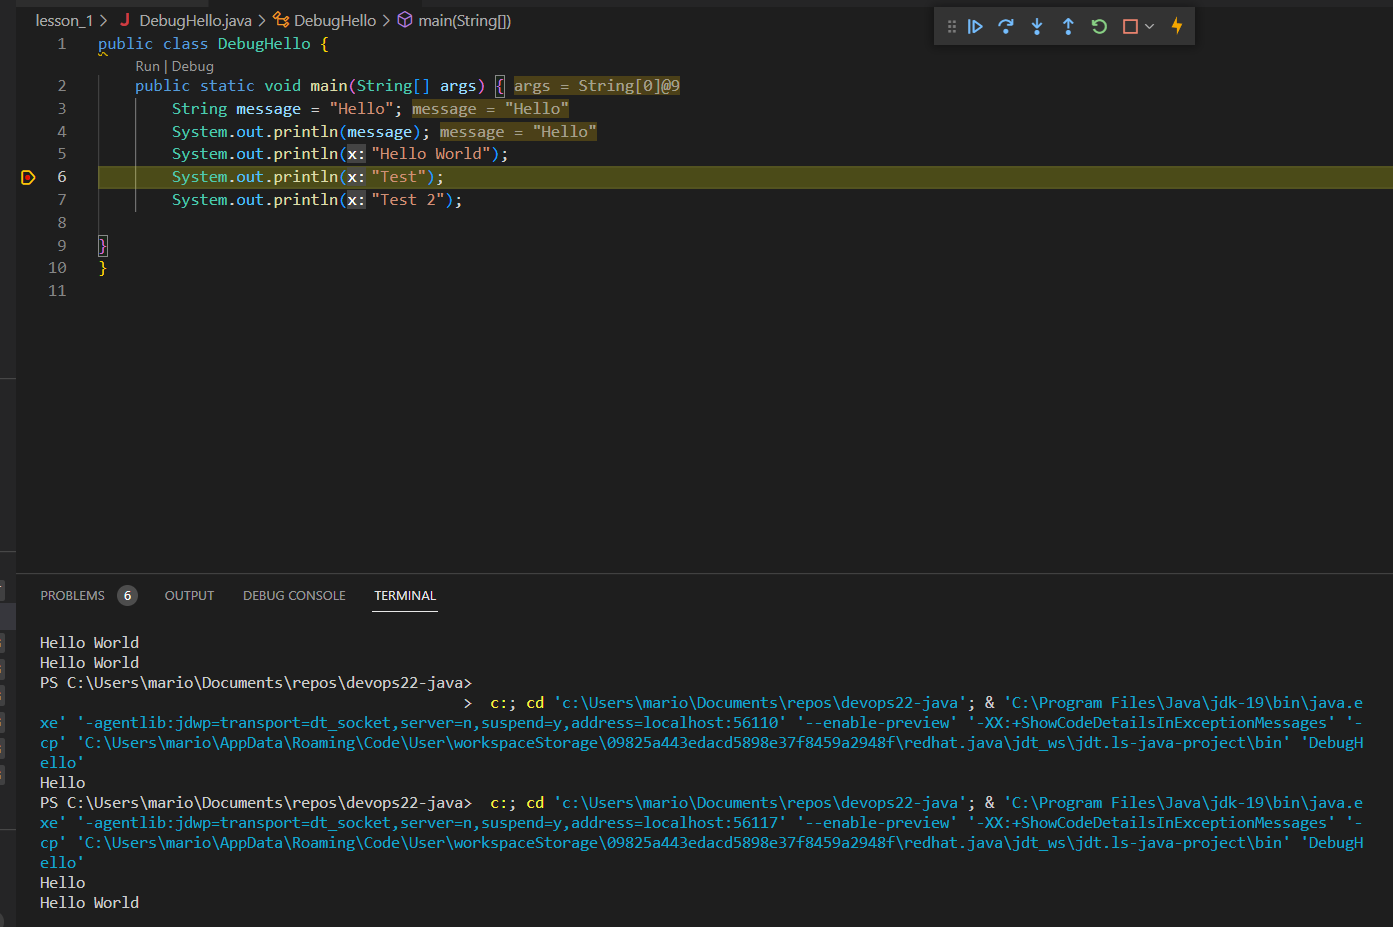 lesson_1 > J DebugHello.java > DebugHello > main(String[])
1 public class DebugHello {
Run | Debug
2 public static void main(String[] args) { args = String[0]@9
3 String message = "Hello"; message = "Hello"
4 System.out.println(message); message = "Hello"
5 System.out.println(x: "Hello World");
6 System.out.println(x: "Test");
7 System.out.println(x: "Test 2");
8
9 }
10 }
11
PROBLEMS 6 OUTPUT DEBUG CONSOLE TERMINAL
Hello World
Hello World
PS C:\Users\mario\Documents\repos\devops22-java>
> c:; cd 'c:\Users\mario\Documents\repos\devops22-java'; & 'C:\Program Files\Java\jdk-19\bin\java.e
xe' '-agentlib:jdwp=transport=dt_socket,server=n,suspend=y,address=localhost:56110' '--enable-preview' '-XX:+ShowCodeDetailsInExceptionMessages' '-
cp' 'C:\Users\mario\AppData\Roaming\Code\User\workspaceStorage\09825a443edacd5898e37f8459a2948f\redhat.java\jdt_ws\jdt.ls-java-project\bin' 'DebugH
ello'
Hello
PS C:\Users\mario\Documents\repos\devops22-java> c:; cd 'c:\Users\mario\Documents\repos\devops22-java'; & 'C:\Program Files\Java\jdk-19\bin\java.e
xe' '-agentlib:jdwp=transport=dt_socket,server=n,suspend=y,address=localhost:56117' '--enable-preview' '-XX:+ShowCodeDetailsInExceptionMessages' '-
cp' 'C:\Users\mario\AppData\Roaming\Code\User\workspaceStorage\09825a443edacd5898e37f8459a2948f\redhat.java\jdt_ws\jdt.ls-java-project\bin' 'DebugH
ello'
Hello
Hello World